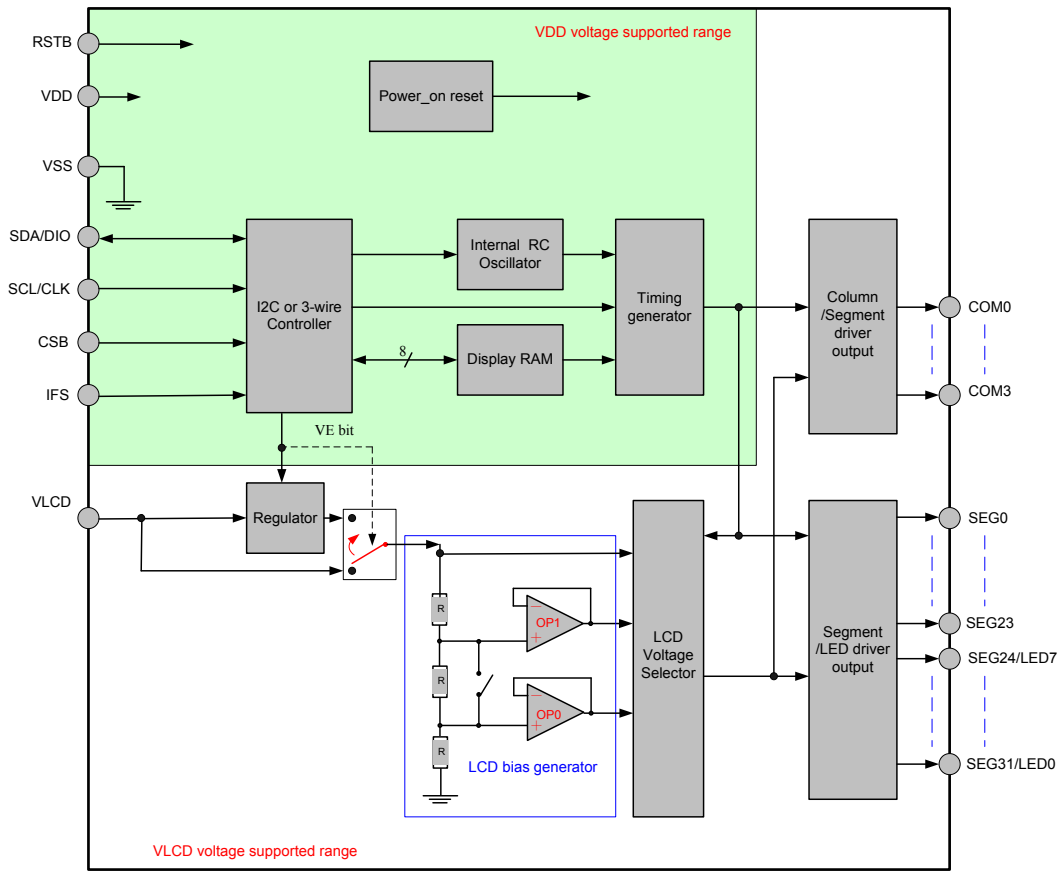 VDD voltage supported range
RSTB
VDD
VSS
SDA/DIO
SCL/CLK
CSB
IFS
VLCD
Power_on reset
I2C or 3-wire
Controller
Internal RC
Oscillator
8
Display RAM
Timing
generator
Column
/Segment
driver
output
COM0
COM3
VE bit
Regulator
R
R
R
OP1
−
+
OP0
−
+
LCD bias generator
LCD
Voltage
Selector
Segment
/LED driver
output
SEG0
SEG23
SEG24/LED7
SEG31/LED0
VLCD voltage supported range